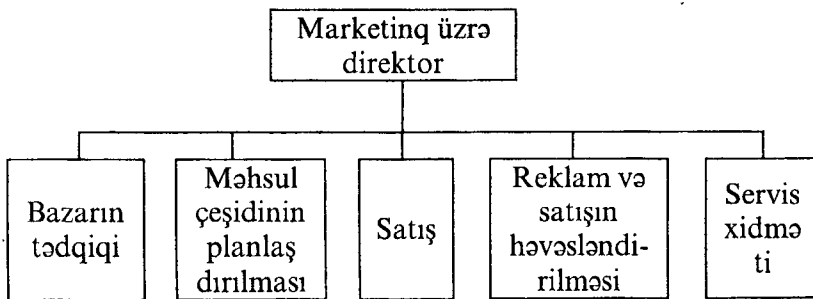 Marketinq üzrə
direktor
Bazarın
tədqiqi
Məhsul
çeşidinin
planlaş
dırılması
Satış
Reklam və
satışın
həvəsləndi-
rilməsi
Servis
xidmə
ti